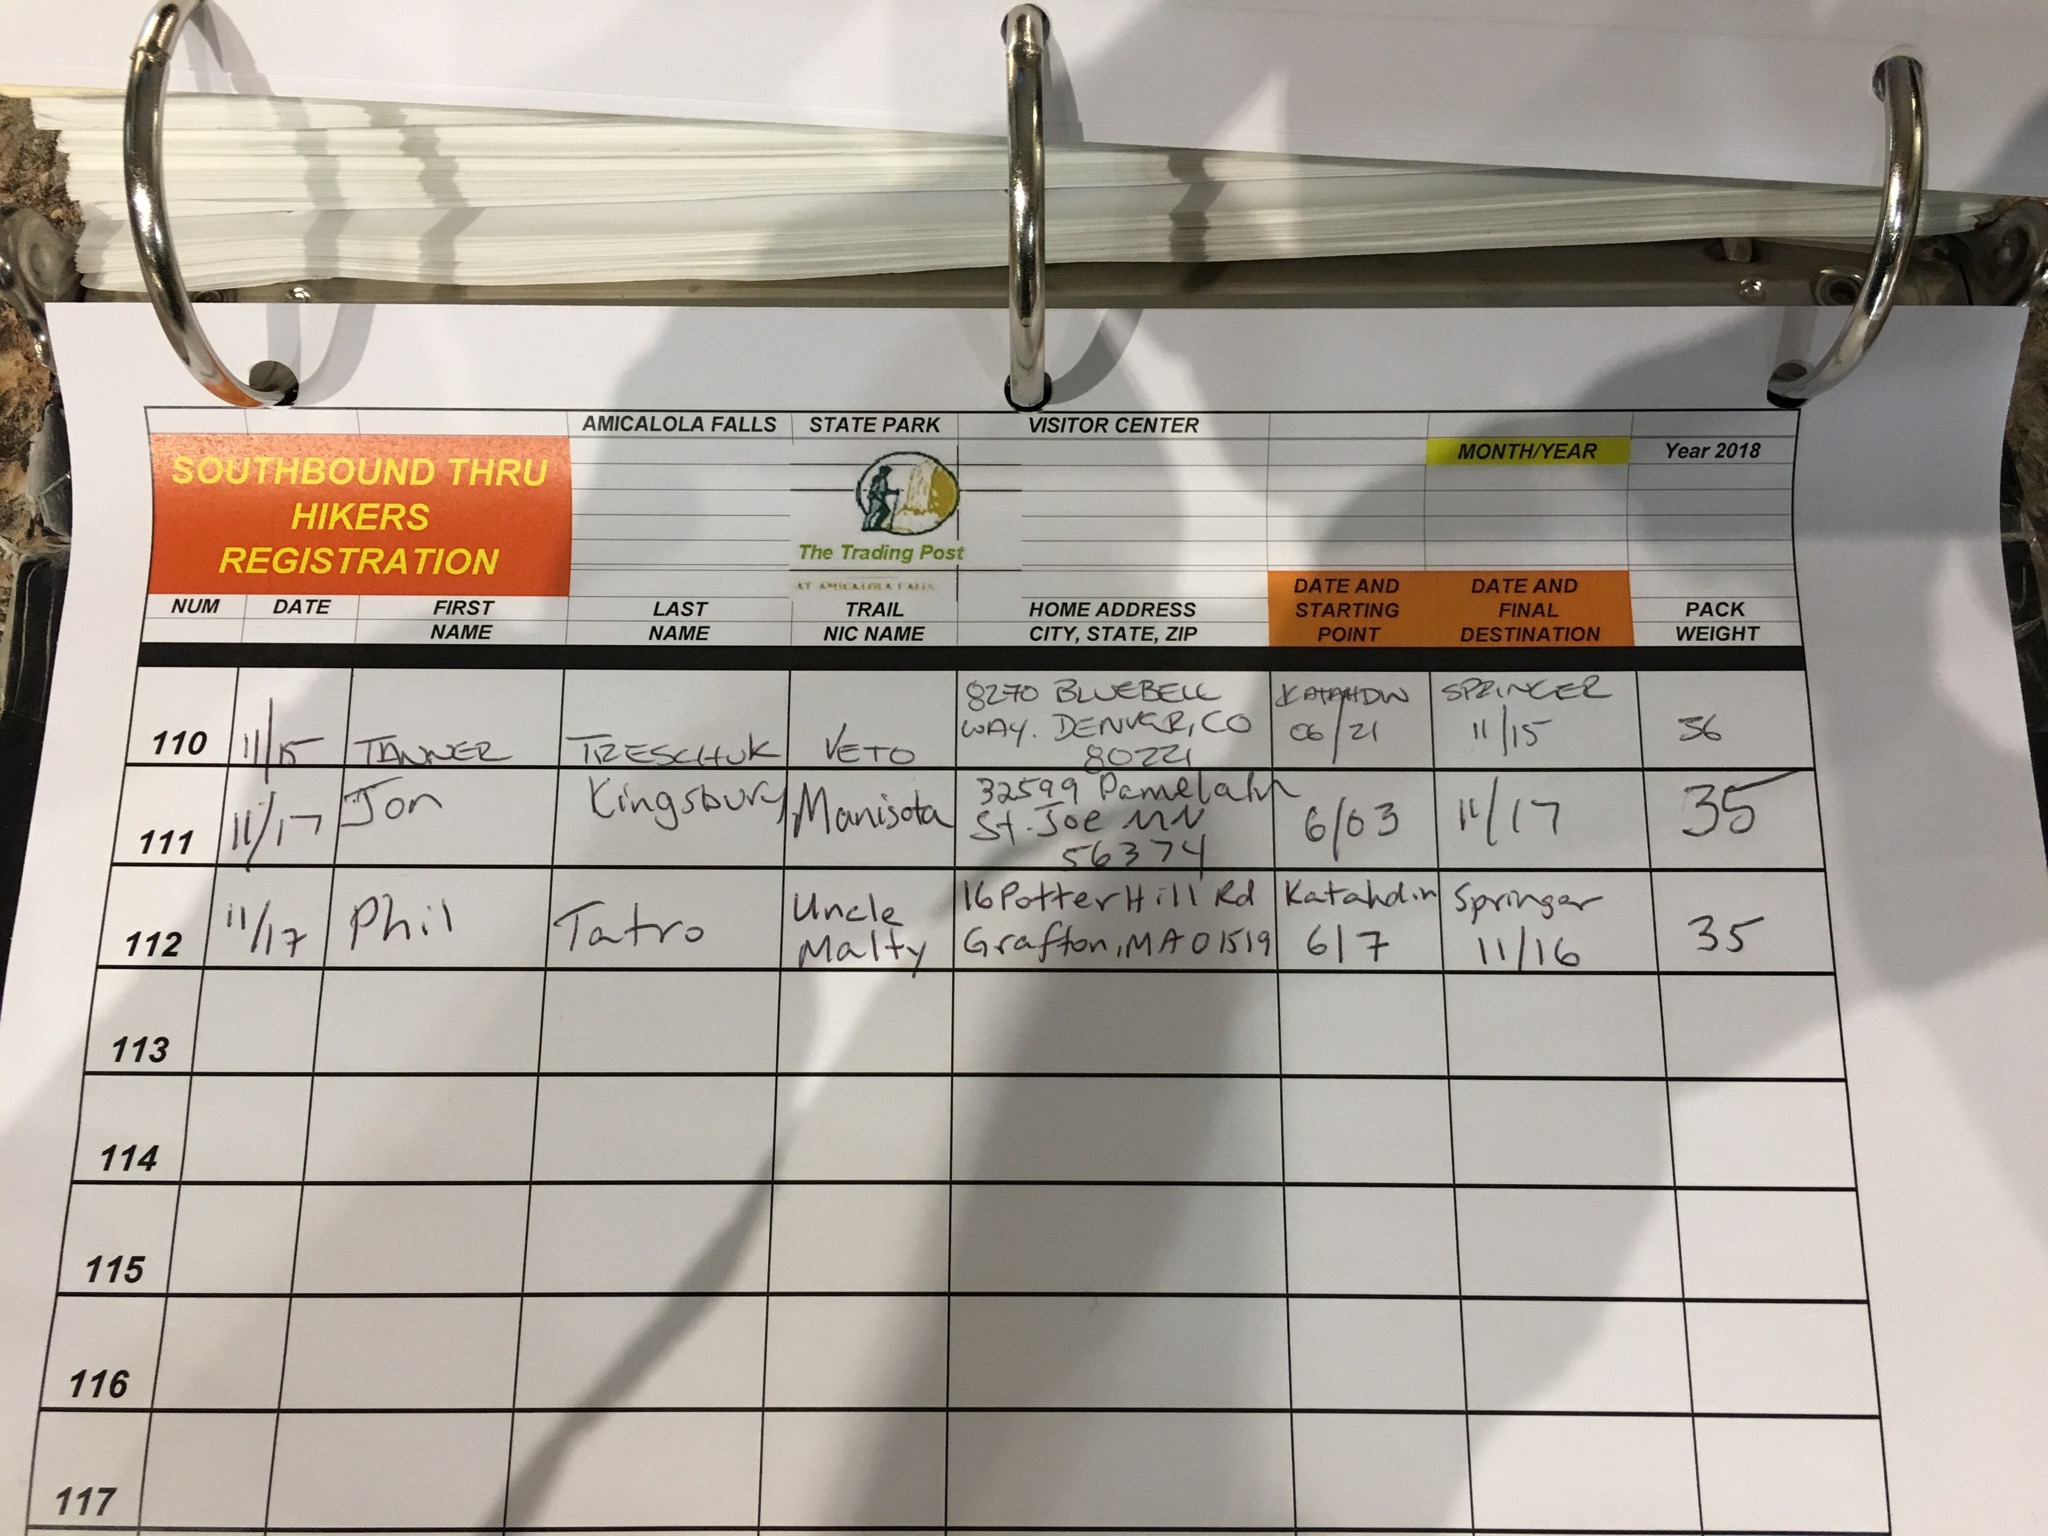 AMICALOLA FALLS STATE PARK VISITOR CENTER
SOUTHBOUND THRU
HIKERS
REGISTRATION
MONTH/YEAR Year 2018
The Trading Post
AT AMICALOLA FALLS
NUM DATE FIRST NAME LAST NAME TRAIL NIC NAME HOME ADDRESS CITY, STATE, ZIP DATE AND STARTING POINT DATE AND FINAL DESTINATION PACK WEIGHT
110 11/15 TANNER TRESCHUK VETO
8270 BLUEBELL
WAY. DENVER, CO
80221
KATAHDIN
06/21
SPRINGER
11/15
36
111 11/17 Jon Kingsbury Manisota
32599 Pamela Ln
St. Joe MN
56374
6/03 11/17 35
112 11/17 Phil Tatro
Uncle
Malty
16 Potter Hill Rd
Grafton, MA 01519
Katahdin
6/7
Springer
11/16
35
113
114
115
116
117